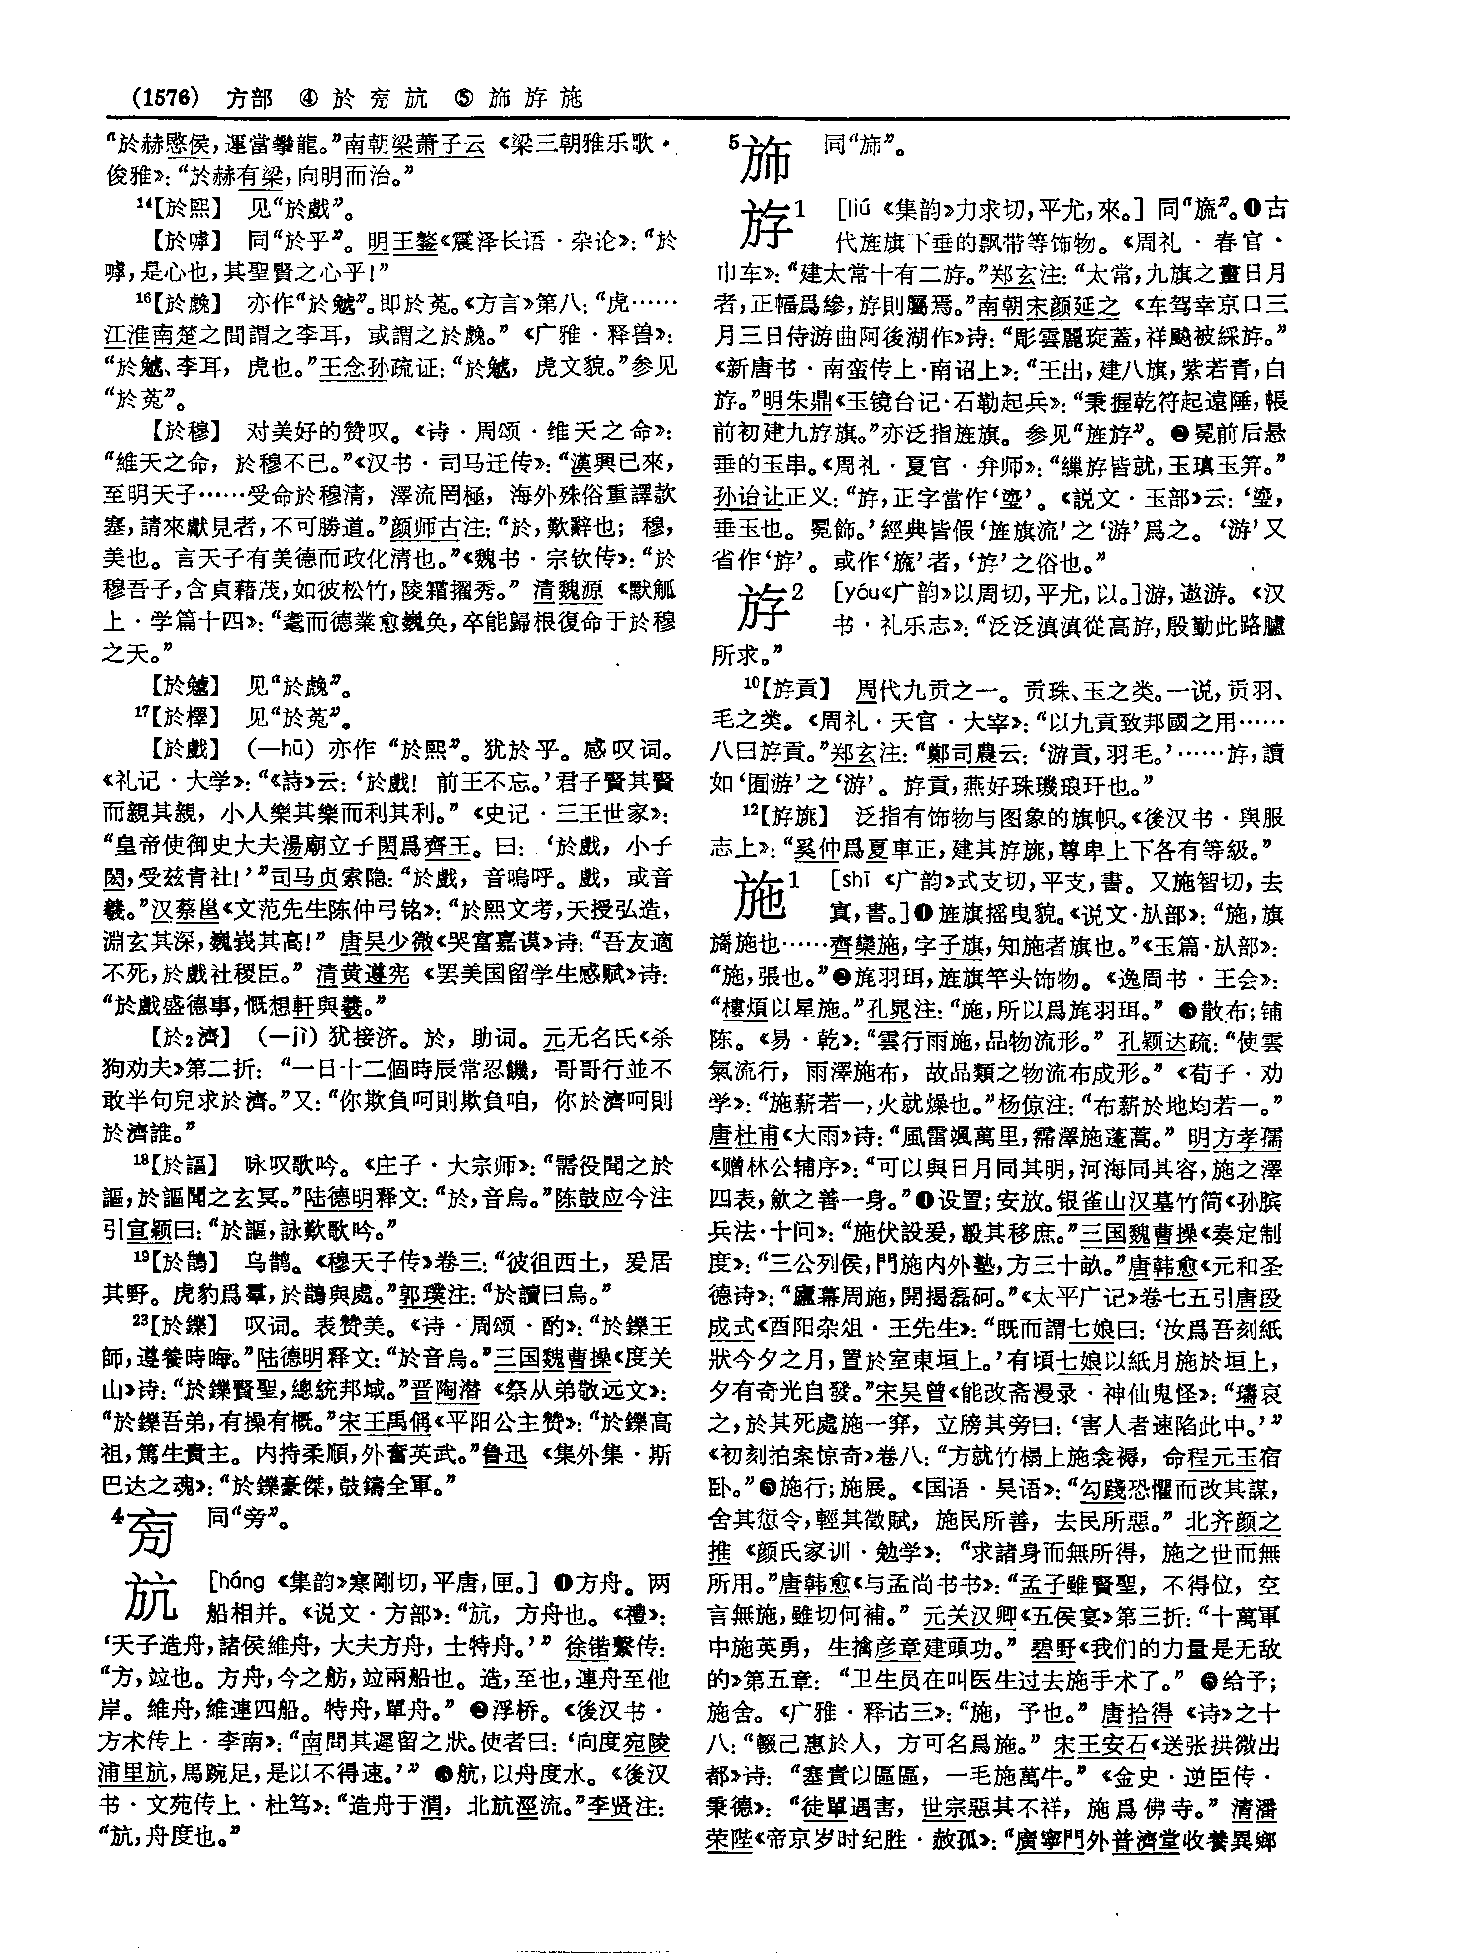 (1576) 方部 ④於㫄斻 ⑤斾斿施
“於赫愍侯，運當攀龍。”南朝梁萧子云《梁三朝雅乐歌·
俊雅》：“於赫有梁，向明而治。”
14【於熙】 见“於戲”。
【於嘑】 同“於乎”。明王鏊《震泽长语·杂论》：“於
嘑，是心也，其聖賢之心乎！”
16【於䖘】 亦作“於虪”。即於菟。《方言》第八：“虎……
江淮南楚之間謂之李耳，或謂之於䖘。”《广雅·释兽》：
“於虪、李耳，虎也。”王念孙疏证：“於虪，虎文貌。”参见
“於菟”。
【於穆】 对美好的赞叹。《诗·周颂·维天之命》：
“維天之命，於穆不已。”《汉书·司马迁传》：“漢興已來，
至明天子……受命於穆清，澤流罔極，海外殊俗重譯款
塞，請來獻見者，不可勝道。”颜师古注：“於，歎辭也；穆，
美也。言天子有美德而政化清也。”《魏书·宗钦传》：“於
穆吾子，含貞藉茂，如彼松竹，陵霜擢秀。”清魏源《默觚
上·学篇十四》：“耄而德業愈巍奂，卒能歸根復命于於穆
之天。”
【於虪】 见“於䖘”。
17【於檡】 见“於菟”。
【於戲】 （—hū）亦作“於熙”。犹於乎。感叹词。
《礼记·大学》：“《詩》云：‘於戲！前王不忘。’君子賢其賢
而親其親，小人樂其樂而利其利。”《史记·三王世家》：
“皇帝使御史大夫湯廟立子閎爲齊王。曰：‘於戲，小子
閎，受兹青社！’”司马贞索隐：“於戲，音嗚呼。戲，或音
羲。”汉蔡邕《文范先生陈仲弓铭》：“於熙文考，天授弘造，
淵玄其深，巍峩其高！”唐吴少微《哭富嘉谟》诗：“吾友適
不死，於戲社稷臣。”清黄遵宪《罢美国留学生感赋》诗：
“於戲盛德事，慨想軒與羲。”
【於2濟】 （—jì）犹接济。於，助词。元无名氏《杀
狗劝夫》第二折：“一日十二個時辰常忍饑，哥哥行並不
敢半句兒求於濟。”又：“你欺負呵則欺負咱，你於濟呵則
於濟誰。”
18【於謳】 咏叹歌吟。《庄子·大宗师》：“需役聞之於
謳，於謳聞之玄冥。”陆德明释文：“於，音烏。”陈鼓应今注
引宣颖曰：“於謳，詠歎歌吟。”
19【於鵲】 乌鹊。《穆天子传》卷三：“彼徂西土，爰居
其野。虎豹爲羣，於鵲與處。”郭璞注：“於讀曰烏。”
23【於鑠】 叹词。表赞美。《诗·周颂·酌》：“於鑠王
師，遵養時晦。”陆德明释文：“於音烏。”三国魏曹操《度关
山》诗：“於鑠賢聖，總統邦域。”晋陶潜《祭从弟敬远文》：
“於鑠吾弟，有操有概。”宋王禹偁《平阳公主赞》：“於鑠高
祖，篤生貴主。内持柔順，外奮英武。”鲁迅《集外集·斯
巴达之魂》：“於鑠豪傑，鼓鑄全軍。”
4㫄 同“旁”。
斻 [háng《集韵》寒剛切，平唐，匣。]❶方舟。两
船相并。《说文·方部》：“斻，方舟也。《禮》：
‘天子造舟，諸侯維舟，大夫方舟，士特舟。’”徐锴繫传：
“方，竝也。方舟，今之舫，竝兩船也。造，至也，連舟至他
岸。維舟，維連四船。特舟，單舟。”❷浮桥。《後汉书·
方术传上·李南》：“南問其遲留之狀。使者曰：‘向度宛陵
浦里斻，馬踠足，是以不得速。’”❸航，以舟度水。《後汉
书·文苑传上·杜笃》：“造舟于渭，北斻涇流。”李贤注：
“斻，舟度也。”
5斾 同“旆”。
斿1 [liú《集韵》力求切，平尤，來。]同“旒”。❶古
代旌旗下垂的飘带等饰物。《周礼·春官·
巾车》：“建太常十有二斿。”郑玄注：“太常，九旗之畫日月
者，正幅爲縿，斿則屬焉。”南朝宋颜延之《车驾幸京口三
月三日侍游曲阿後湖作》诗：“彫雲麗琁蓋，祥飈被綵斿。”
《新唐书·南蛮传上·南诏上》：“王出，建八旗，紫若青，白
斿。”明朱鼎《玉镜台记·石勒起兵》：“秉握乾符起遠陲，帳
前初建九斿旗。”亦泛指旌旗。参见“旌斿”。❷冕前后悬
垂的玉串。《周礼·夏官·弁师》：“繅斿皆就，玉瑱玉笄。”
孙诒让正义：“斿，正字當作‘瑬’。《説文·玉部》云：‘瑬，
垂玉也。冕飾。’經典皆假‘旌旗流’之‘游’爲之。‘游’又
省作‘斿’。或作‘旒’者，‘斿’之俗也。”
斿2 [yóu《广韵》以周切，平尤，以。]游，遨游。《汉
书·礼乐志》：“泛泛滇滇從高斿，殷勤此路臚
所求。”
10【斿貢】 周代九贡之一。贡珠、玉之类。一说，贡羽、
毛之类。《周礼·天官·大宰》：“以九貢致邦國之用……
八曰斿貢。”郑玄注：“鄭司農云：‘游貢，羽毛。’……斿，讀
如‘囿游’之‘游’。斿貢，燕好珠璣琅玕也。”
12【斿旐】 泛指有饰物与图象的旗帜。《後汉书·舆服
志上》：“奚仲爲夏車正，建其斿旐，尊卑上下各有等級。”
施1 [shī《广韵》式支切，平支，書。又施智切，去
寘，書。]❶旌旗摇曳貌。《说文·㫃部》：“施，旗
旖施也……齊欒施，字子旗，知施者旗也。”《玉篇·㫃部》：
“施，張也。”❷旄羽珥，旌旗竿头饰物。《逸周书·王会》：
“樓煩以星施。”孔晁注：“施，所以爲旄羽珥。”❸散布；铺
陈。《易·乾》：“雲行雨施，品物流形。”孔颖达疏：“使雲
氣流行，雨澤施布，故品類之物流布成形。”《荀子·劝
学》：“施薪若一，火就燥也。”杨倞注：“布薪於地均若一。”
唐杜甫《大雨》诗：“風雷颯萬里，霈澤施蓬蒿。”明方孝孺
《赠林公辅序》：“可以與日月同其明，河海同其容，施之澤
四表，斂之善一身。”❹设置；安放。银雀山汉墓竹简《孙膑
兵法·十问》：“施伏設爰，毄其移庶。”三国魏曹操《奏定制
度》：“三公列侯，門施内外塾，方三十畝。”唐韩愈《元和圣
德诗》：“廬幕周施，開揭磊砢。”《太平广记》卷七五引唐段
成式《酉阳杂俎·王先生》：“既而謂七娘曰：‘汝爲吾刻紙
狀今夕之月，置於室東垣上。’有頃七娘以紙月施於垣上，
夕有奇光自發。”宋吴曾《能改斋漫录·神仙鬼怪》：“璹哀
之，於其死處施一穽，立牓其旁曰：‘害人者速陷此中。’”
《初刻拍案惊奇》卷八：“方就竹榻上施衾褥，命程元玉宿
卧。”❺施行；施展。《国语·吴语》：“勾踐恐懼而改其謀，
舍其愆令，輕其徵賦，施民所善，去民所惡。”北齐颜之
推《颜氏家训·勉学》：“求諸身而無所得，施之世而無
所用。”唐韩愈《与孟尚书书》：“孟子雖賢聖，不得位，空
言無施，雖切何補。”元关汉卿《五侯宴》第三折：“十萬軍
中施英勇，生擒彦章建頭功。”碧野《我们的力量是无敌
的》第五章：“卫生员在叫医生过去施手术了。”❻给予；
施舍。《广雅·释诂三》：“施，予也。”唐拾得《诗》之十
八：“輟己惠於人，方可名爲施。”宋王安石《送张拱微出
都》诗：“塞責以區區，一毛施萬牛。”《金史·逆臣传·
秉德》：“徒單遇害，世宗惡其不祥，施爲佛寺。”清潘
荣陛《帝京岁时纪胜·赦孤》：“廣寧門外普濟堂收養異鄉